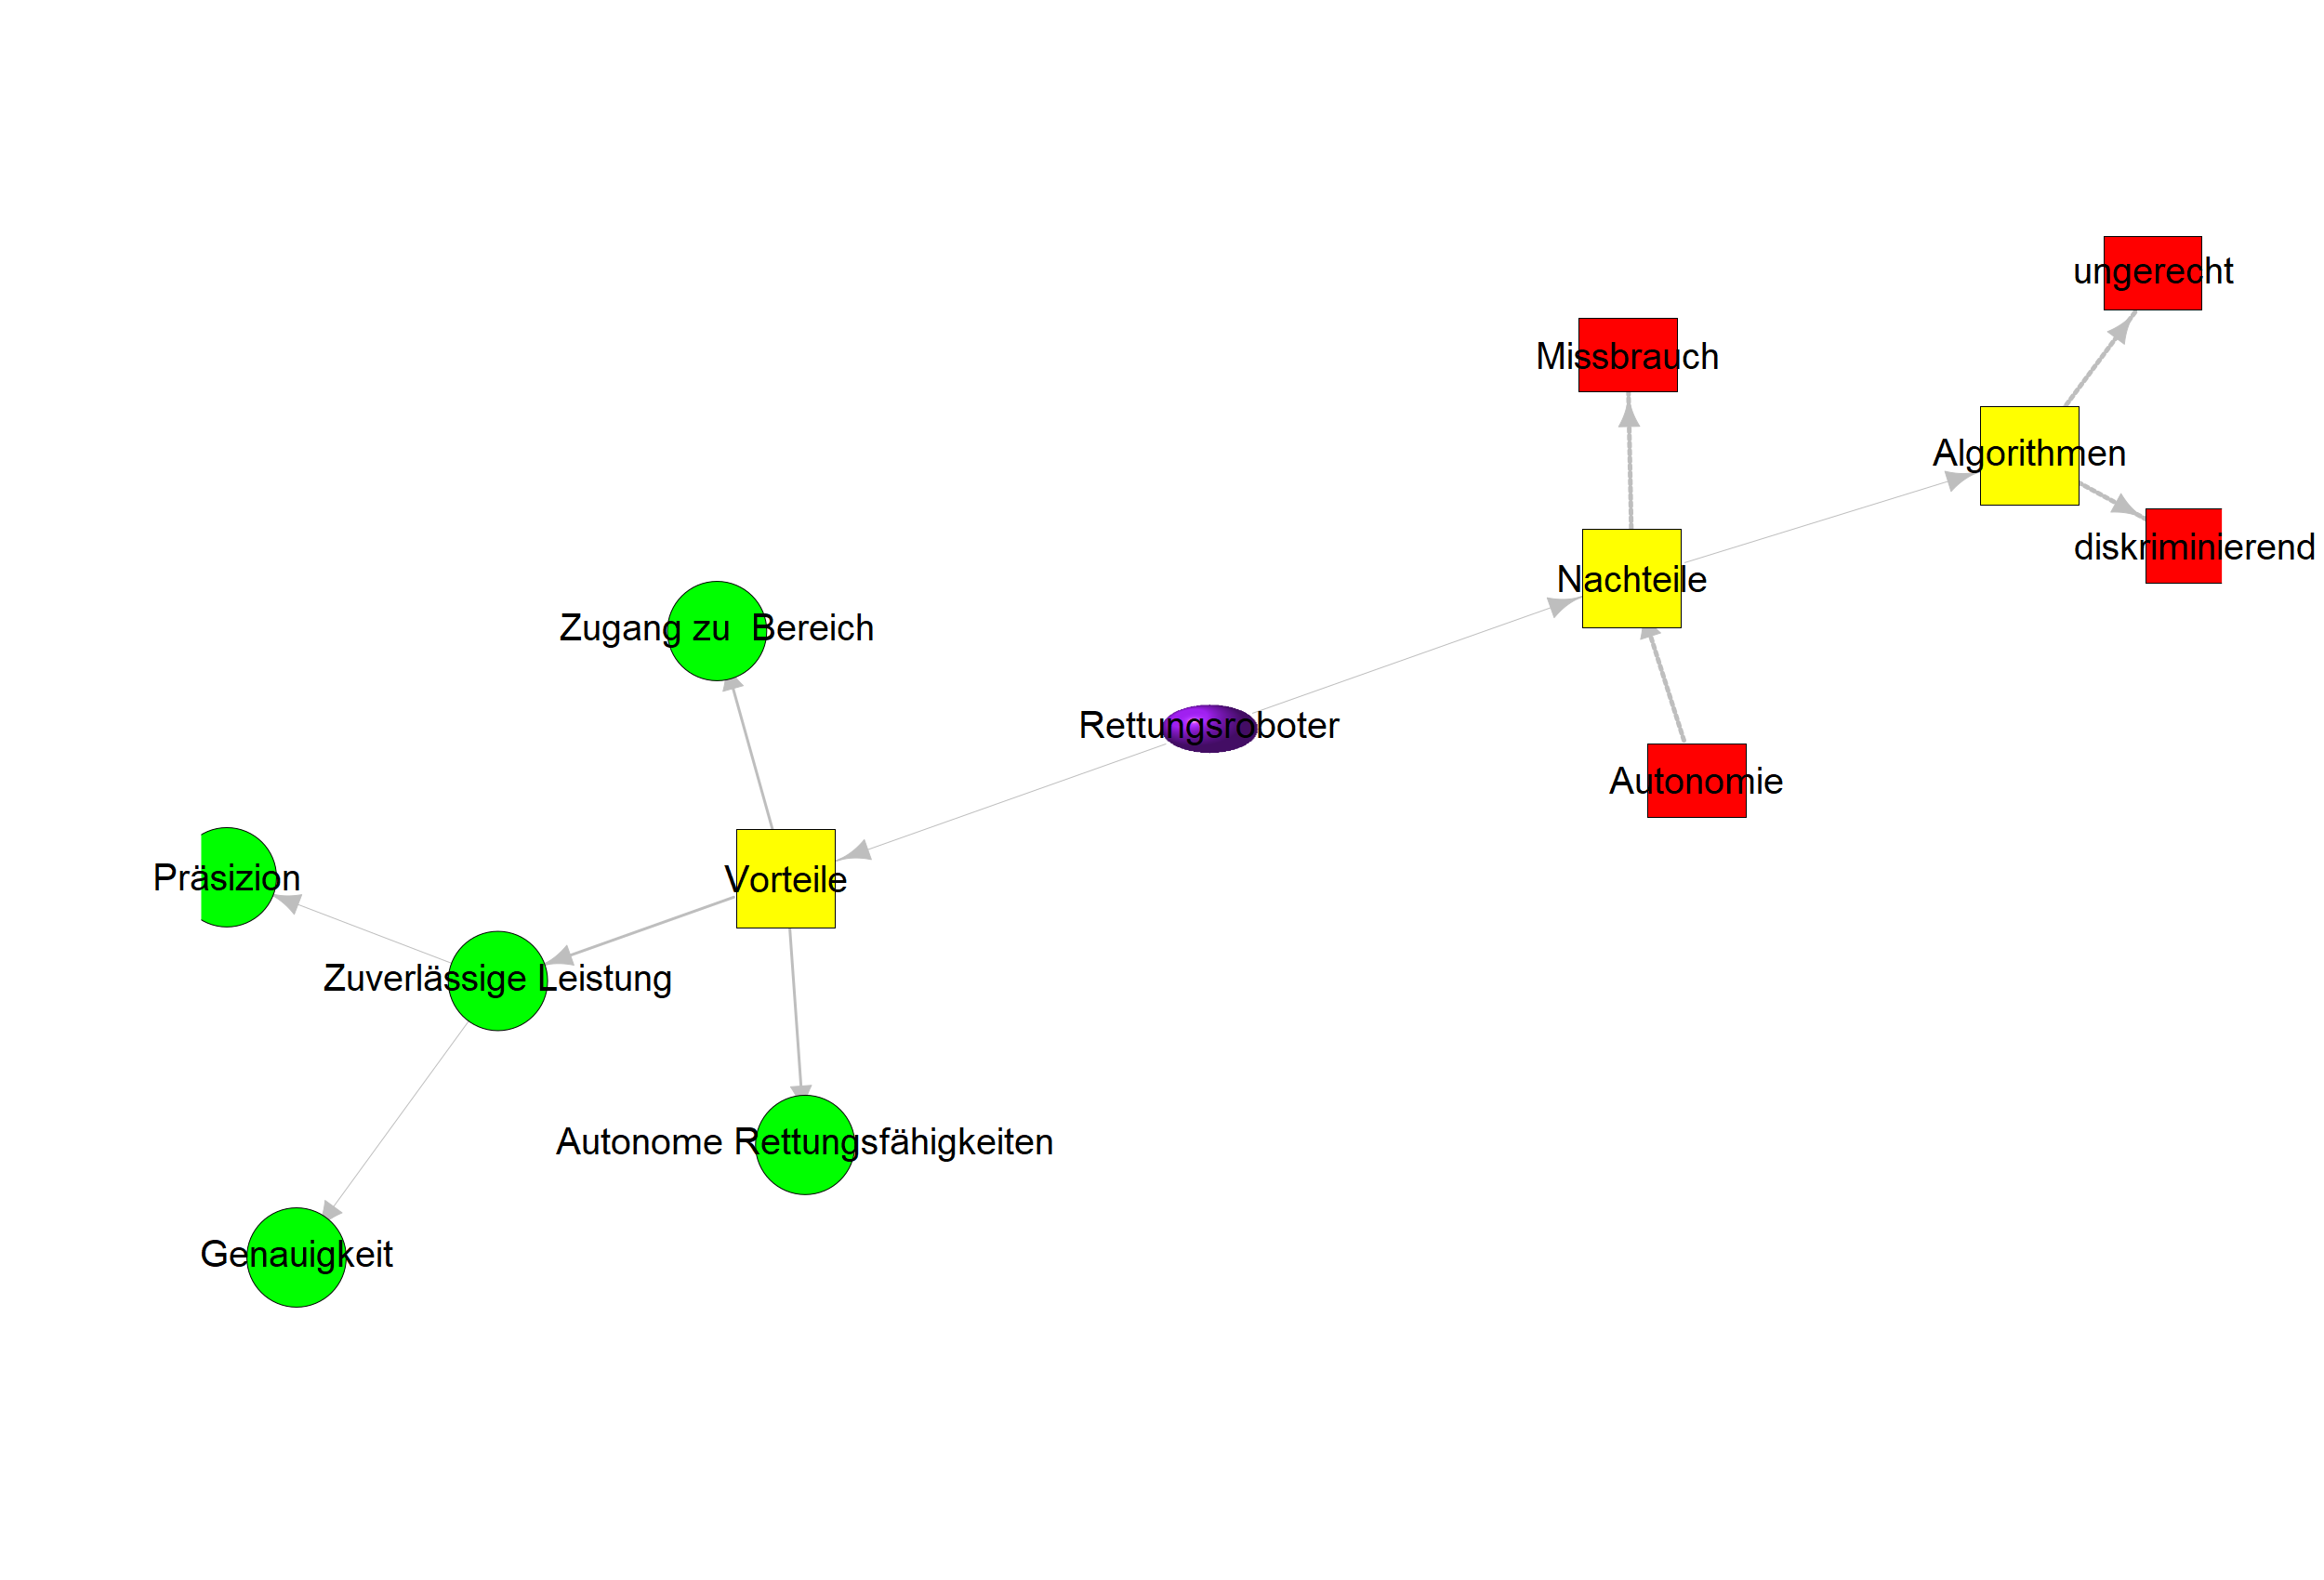 ungerecht
Missbrauch
Algorithmen
diskriminierend
Nachteile
Zugang zu  Bereich
Rettungsroboter
Autonomie
Präsizion
Vorteile
Zuverlässige Leistung
Autonome Rettungsfähigkeiten
Genauigkeit